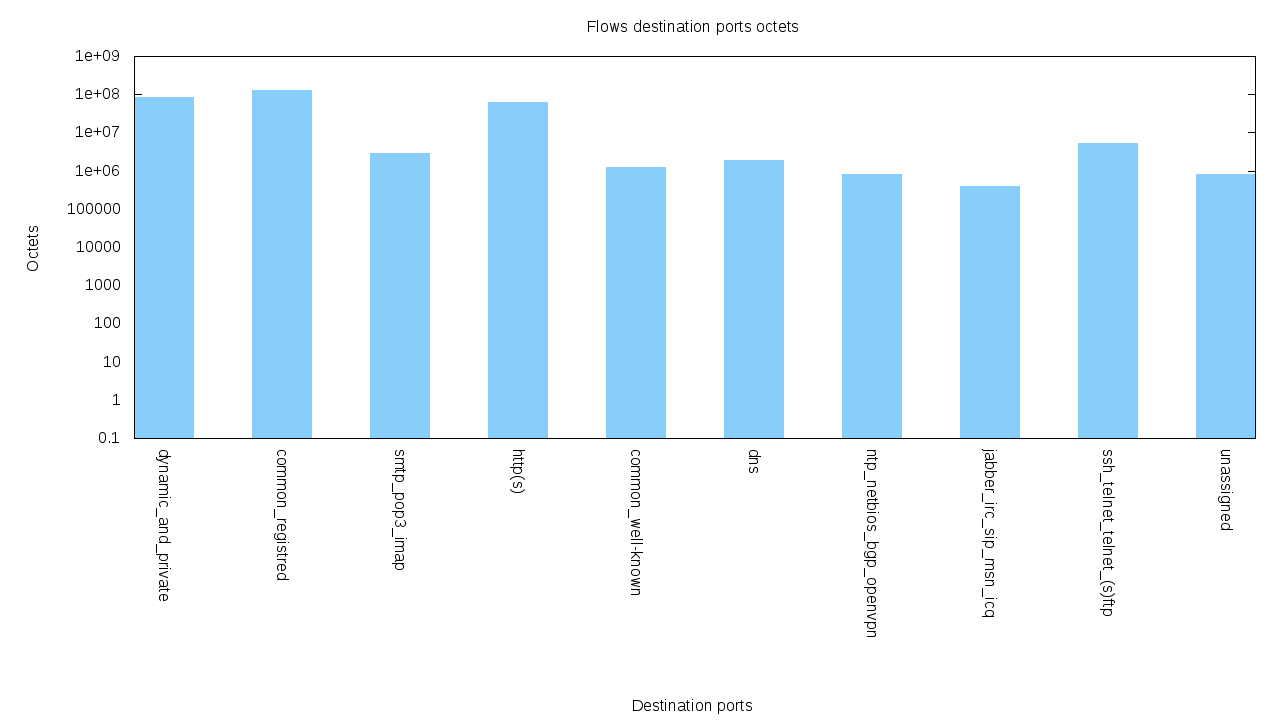 Flows destination ports octets
1e+09
1e+08
1e+07
1e+06
100000
10000
1000
100
10
1
0.1
Octets
dynamic_and_private
common_registred
smtp_pop3_imap
http(s)
common_well-known
dns
ntp_netbios_bgp_openvpn
jabber_irc_sip_msn_icq
ssh_telnet_telnet_(s)ftp
unassigned
Destination ports